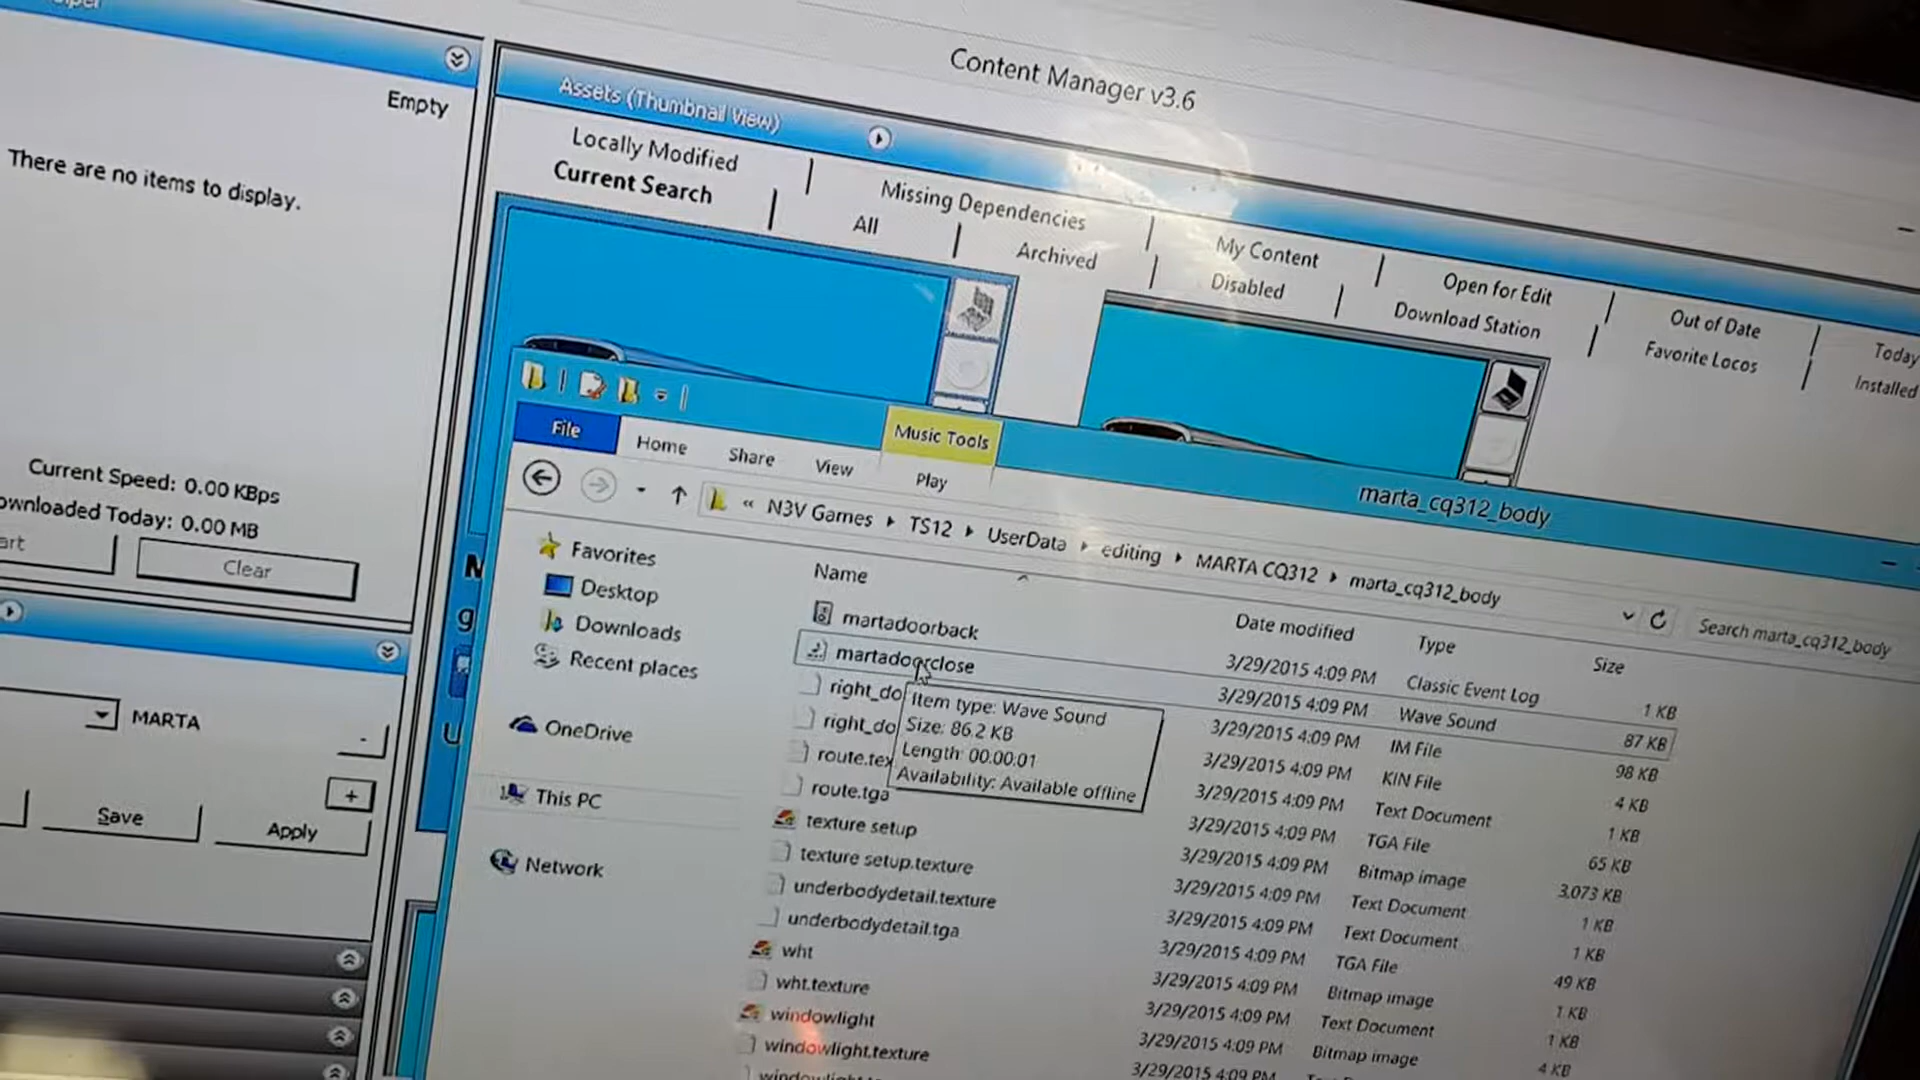 Content Manager v3.6
Empty
There are no items to display.
Current Speed: 0.00 KBps
ownloaded Today: 0.00 MB
art
Clear
MARTA
-
+
Save
Apply
Assets (Thumbnail View)
Locally Modified
Missing Dependencies
My Content
Open for Edit
Out of Date
Today
Current Search
All
Archived
Disabled
Download Station
Favorite Locos
Installed
marta_cq312_body
File
Home
Share
View
Music Tools
Play
« N3V Games TS12 UserData editing MARTA CQ312 marta_cq312_body
Search marta_cq312_body
Favorites
Desktop
Downloads
Recent places
OneDrive
This PC
Network
Name
Date modified
Type
Size
martadoorback 3/29/2015 4:09 PM Classic Event Log 1 KB
martadoorclose 3/29/2015 4:09 PM Wave Sound 87 KB
right_do 3/29/2015 4:09 PM IM File 98 KB
right_do 3/29/2015 4:09 PM KIN File 4 KB
route.tex 3/29/2015 4:09 PM Text Document 1 KB
route.tga 3/29/2015 4:09 PM TGA File 65 KB
texture setup 3/29/2015 4:09 PM Bitmap image 3,073 KB
texture setup.texture 3/29/2015 4:09 PM Text Document 1 KB
underbodydetail.texture 3/29/2015 4:09 PM Text Document 1 KB
underbodydetail.tga 3/29/2015 4:09 PM TGA File 49 KB
wht 3/29/2015 4:09 PM Bitmap image 1 KB
wht.texture 3/29/2015 4:09 PM Text Document 1 KB
windowlight 3/29/2015 4:09 PM Bitmap image 4 KB
windowlight.texture 3/29/2015 4:09 PM
Item type: Wave Sound
Size: 86.2 KB
Length: 00:00:01
Availability: Available offline